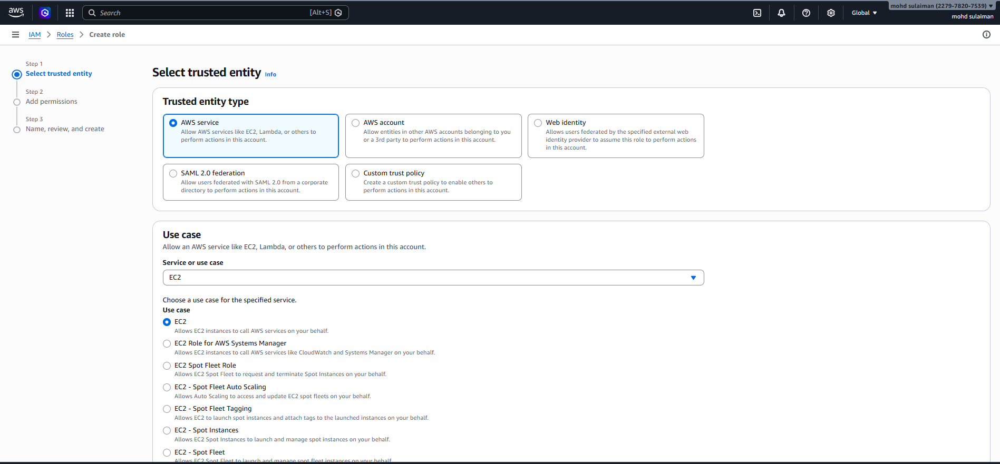 aws
Search
[Alt+S]
Global
mohd sulaiman (2279-7820-7539)
mohd sulaiman
IAM
Roles
Create role
Step 1
Select trusted entity
Step 2
Add permissions
Step 3
Name, review, and create
Select trusted entity Info
Trusted entity type
AWS service
Allow AWS services like EC2, Lambda, or others to
perform actions in this account.
AWS account
Allow entities in other AWS accounts belonging to you
or a 3rd party to perform actions in this account.
Web identity
Allows users federated by the specified external web
identity provider to assume this role to perform actions
in this account.
SAML 2.0 federation
Allow users federated with SAML 2.0 from a corporate
directory to perform actions in this account.
Custom trust policy
Create a custom trust policy to enable others to
perform actions in this account.
Use case
Allow an AWS service like EC2, Lambda, or others to perform actions in this account.
Service or use case
EC2
Choose a use case for the specified service.
Use case
EC2
Allows EC2 instances to call AWS services on your behalf.
EC2 Role for AWS Systems Manager
Allows EC2 instances to call AWS services like CloudWatch and Systems Manager on your behalf.
EC2 Spot Fleet Role
Allows EC2 Spot Fleet to request and terminate Spot Instances on your behalf.
EC2 - Spot Fleet Auto Scaling
Allows Auto Scaling to access and update EC2 spot fleets on your behalf.
EC2 - Spot Fleet Tagging
Allows EC2 to launch spot instances and attach tags to the launched instances on your behalf.
EC2 - Spot Instances
Allows EC2 Spot Instances to launch and manage spot instances on your behalf.
EC2 - Spot Fleet
Allows EC2 Spot Fleet to launch and manage spot fleet instances on your behalf.